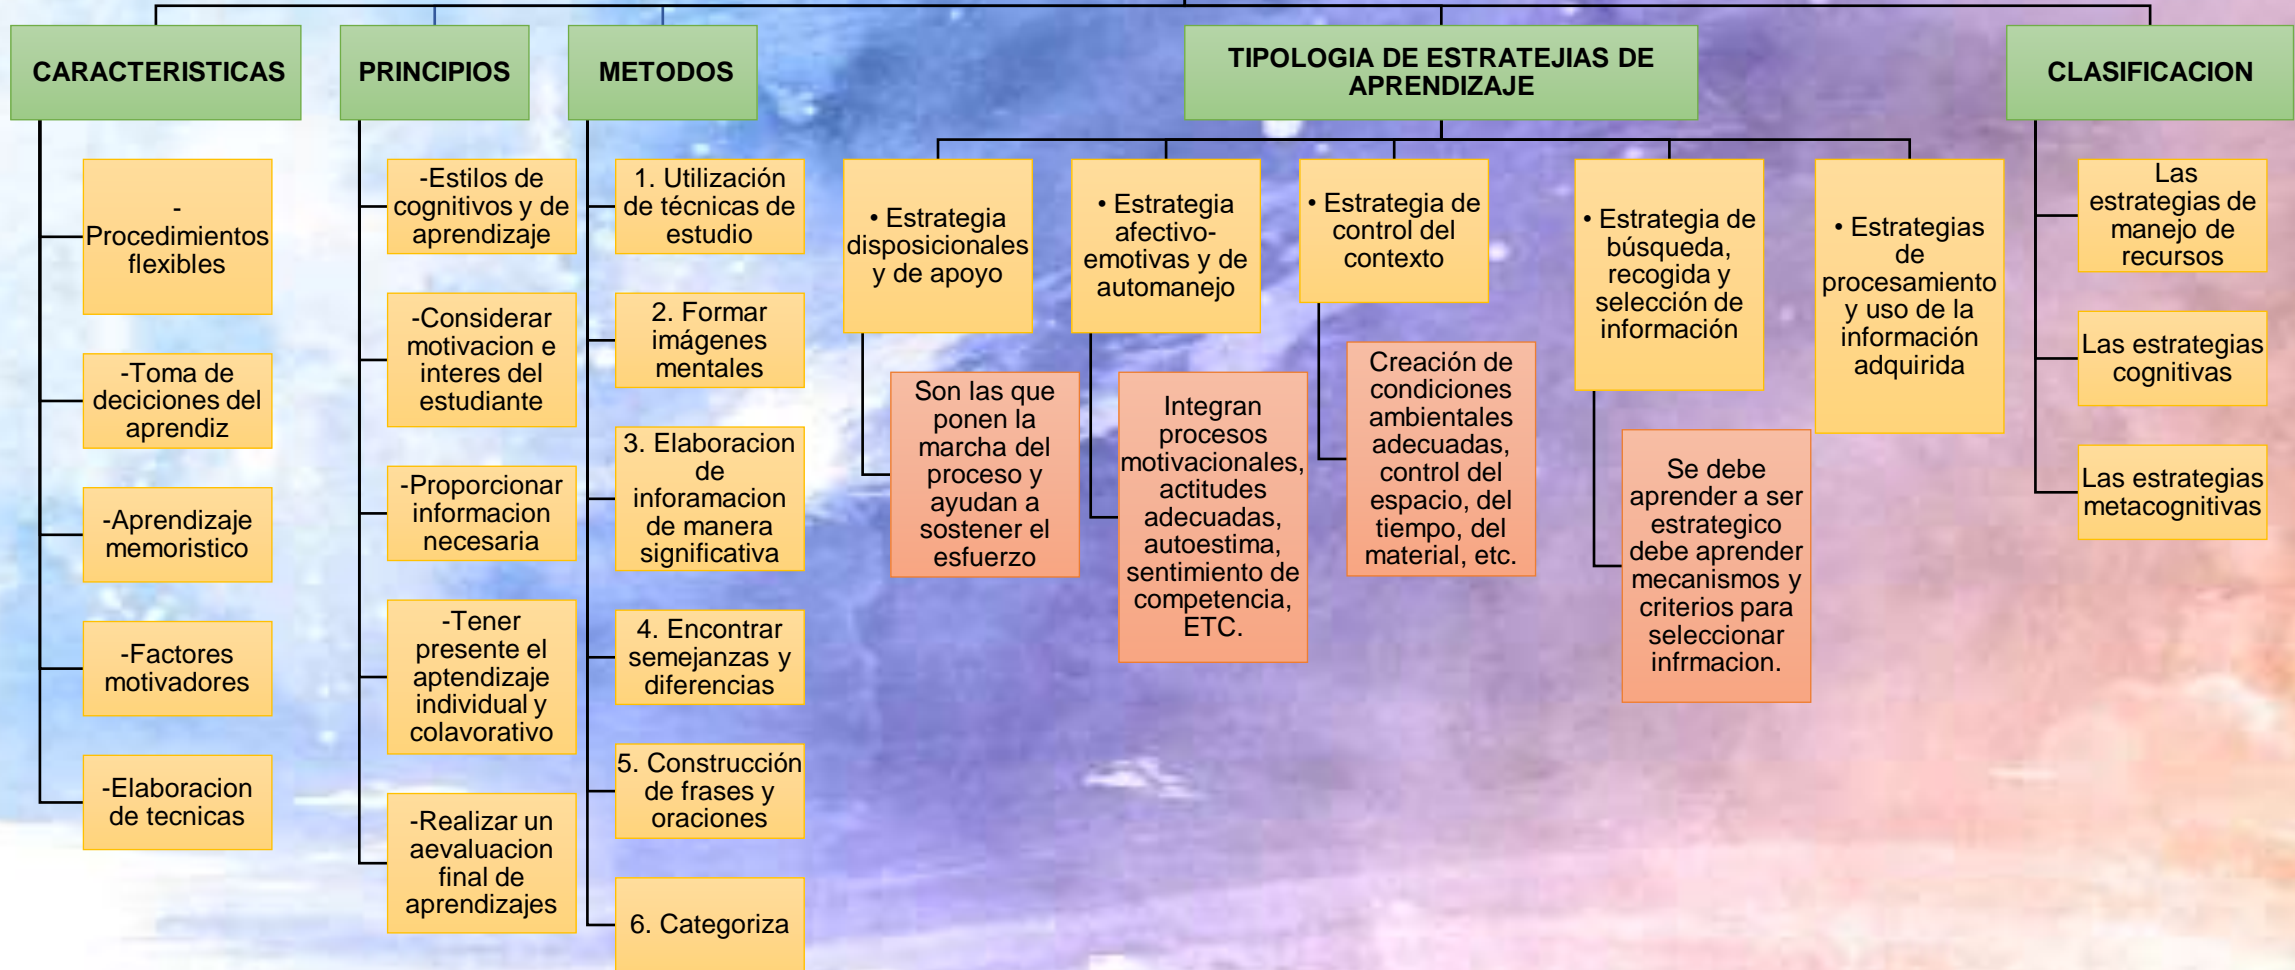 CARACTERISTICAS
-
Procedimientos
flexibles
-Toma de
deciciones del
aprendiz
-Aprendizaje
memoristico
-Factores
motivadores
-Elaboracion
de tecnicas
PRINCIPIOS
-Estilos de
cognitivos y de
aprendizaje
-Considerar
motivacion e
interes del
estudiante
-Proporcionar
informacion
necesaria
-Tener
presente el
aptendizaje
individual y
colavorativo
-Realizar un
aevaluacion
final de
aprendizajes
METODOS
1. Utilización
de técnicas de
estudio
2. Formar
imágenes
mentales
3. Elaboracion
de
inforamacion
de manera
significativa
4. Encontrar
semejanzas y
diferencias
5. Construcción
de frases y
oraciones
6. Categoriza
TIPOLOGIA DE ESTRATEJIAS DE
APRENDIZAJE
• Estrategia
disposicionales
y de apoyo
Son las que
ponen la
marcha del
proceso y
ayudan a
sostener el
esfuerzo
• Estrategia
afectivo-
emotivas y de
automanejo
Integran
procesos
motivacionales,
actitudes
adecuadas,
autoestima,
sentimiento de
competencia,
ETC.
• Estrategia de
control del
contexto
Creación de
condiciones
ambientales
adecuadas,
control del
espacio, del
tiempo, del
material, etc.
• Estrategia de
búsqueda,
recogida y
selección de
información
Se debe
aprender a ser
estrategico
debe aprender
mecanismos y
criterios para
seleccionar
infrmacion.
• Estrategias
de
procesamiento
y uso de la
información
adquirida
CLASIFICACION
Las
estrategias de
manejo de
recursos
Las estrategias
cognitivas
Las estrategias
metacognitivas